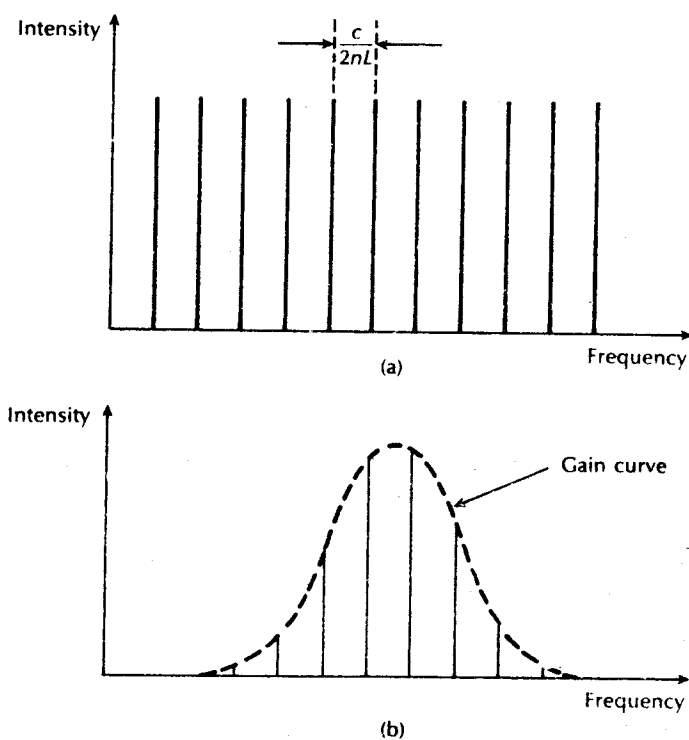 Intensity
c
2nL
Frequency
(a)
Intensity
Gain curve
Frequency
(b)